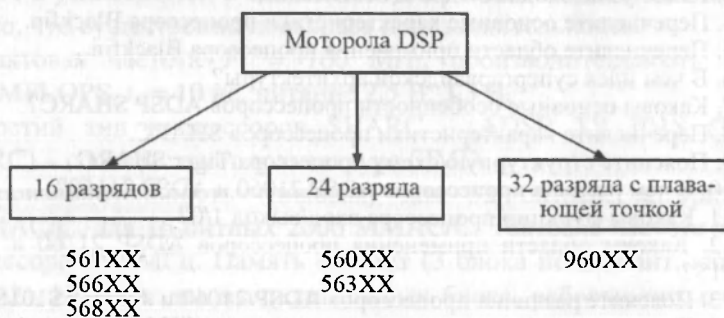 Моторола DSP
16 разрядов
24 разряда
32 разряда с плава-
ющей точкой
561XX
560XX
960XX
566XX
563XX
568XX